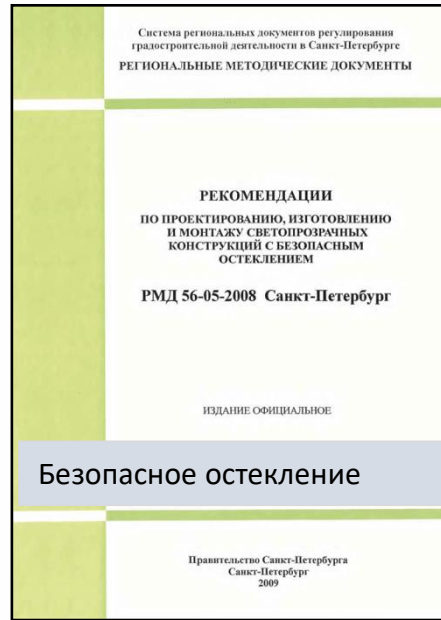 Система региональных документов регулирования
градостроительной деятельности в Санкт-Петербурге
РЕГИОНАЛЬНЫЕ МЕТОДИЧЕСКИЕ ДОКУМЕНТЫ
РЕКОМЕНДАЦИИ
ПО ПРОЕКТИРОВАНИЮ, ИЗГОТОВЛЕНИЮ
И МОНТАЖУ СВЕТОПРОЗРАЧНЫХ
КОНСТРУКЦИЙ С БЕЗОПАСНЫМ
ОСТЕКЛЕНИЕМ
РМД 56-05-2008 Санкт-Петербург
ИЗДАНИЕ ОФИЦИАЛЬНОЕ
Безопасное остекление
Правительство Санкт-Петербурга
Санкт-Петербург
2009